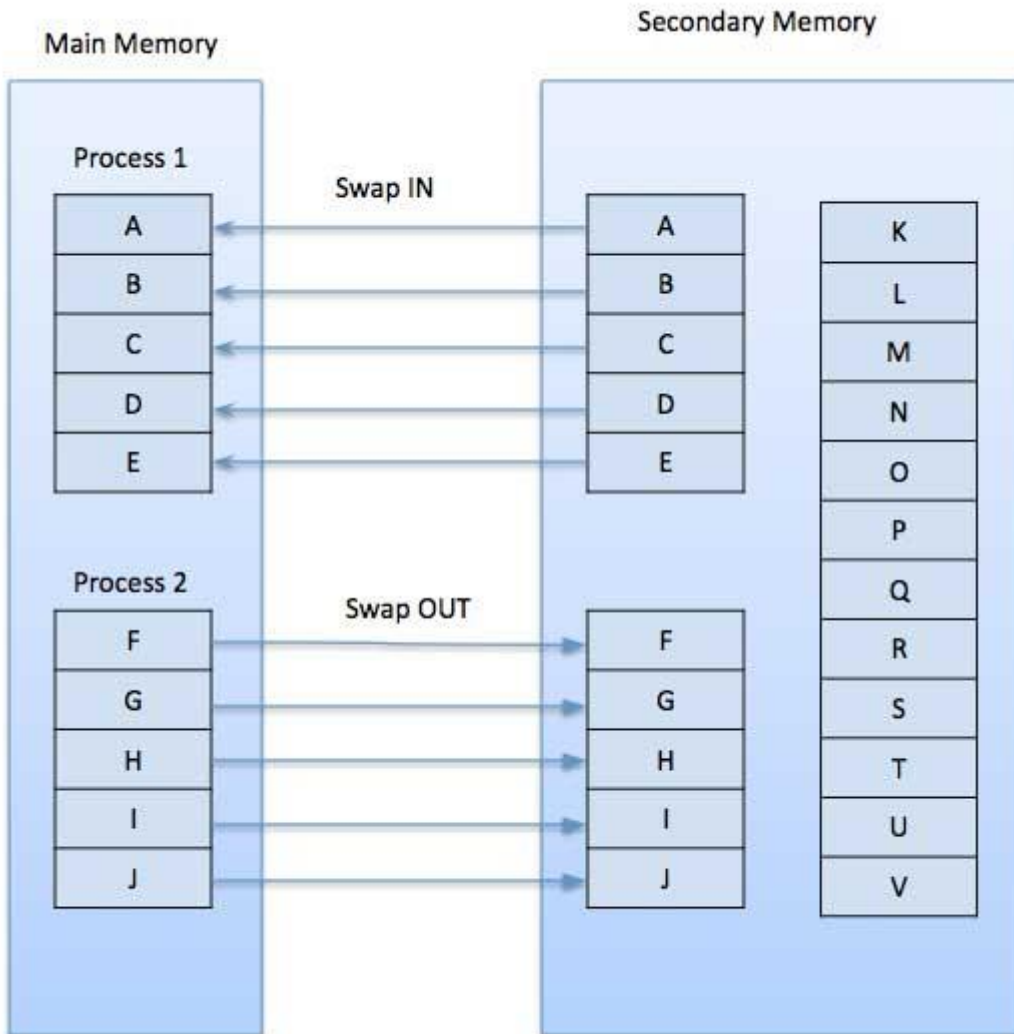 Main Memory
Secondary Memory
Process 1
Swap IN
A
B
C
D
E
A
B
C
D
E
Process 2
Swap OUT
F
G
H
I
J
F
G
H
I
J
K
L
M
N
O
P
Q
R
S
T
U
V